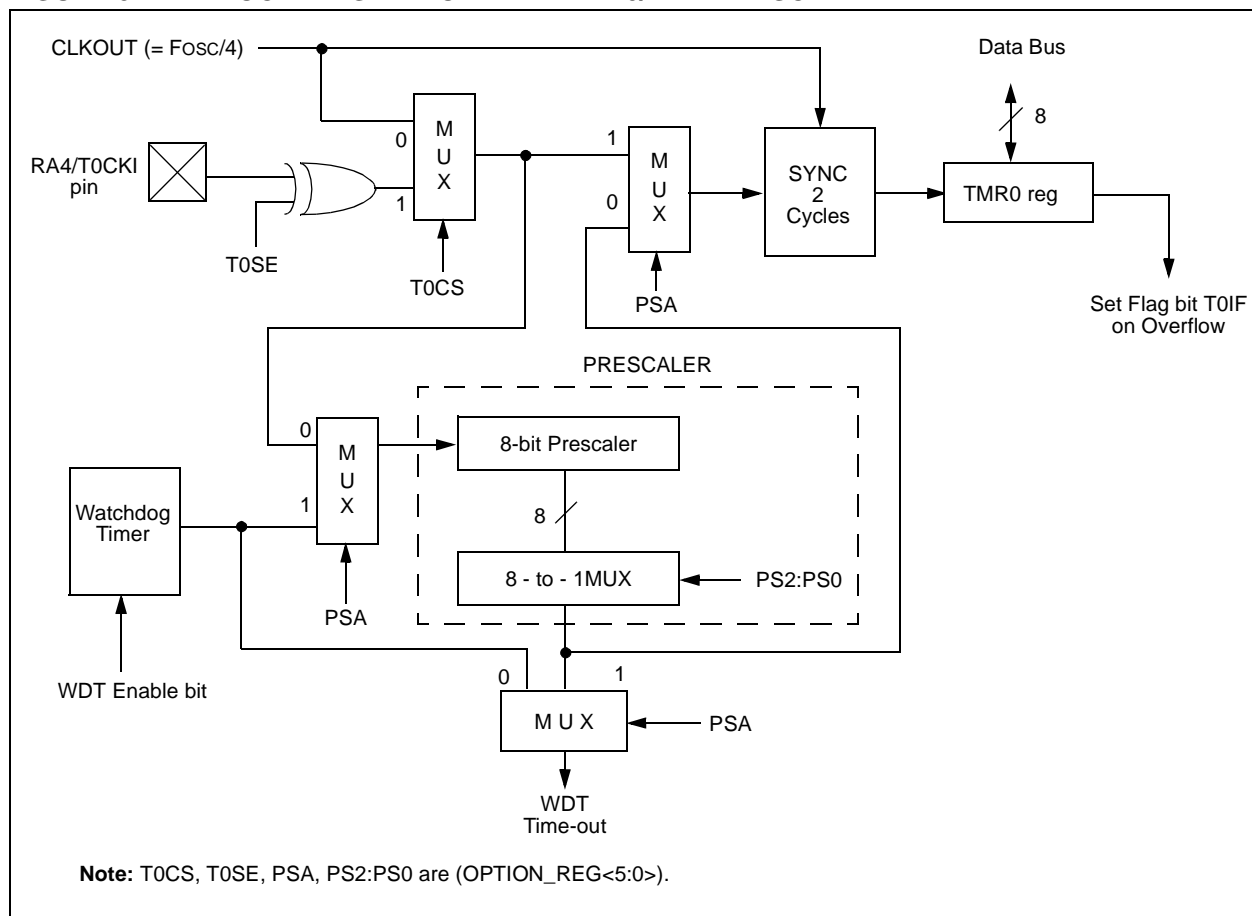 CLKOUT (= FOSC/4)
Data Bus
8
M
U
X
0
1
RA4/T0CKI
pin
T0SE
T0CS
1
0
M
U
X
PSA
SYNC
2
Cycles
TMR0 reg
Set Flag bit T0IF
on Overflow
PRESCALER
0
1
M
U
X
8-bit Prescaler
Watchdog
Timer
8
8 - to - 1MUX
PS2:PS0
PSA
WDT Enable bit
0
1
M U X
PSA
WDT
Time-out
Note: T0CS, T0SE, PSA, PS2:PS0 are (OPTION_REG<5:0>).